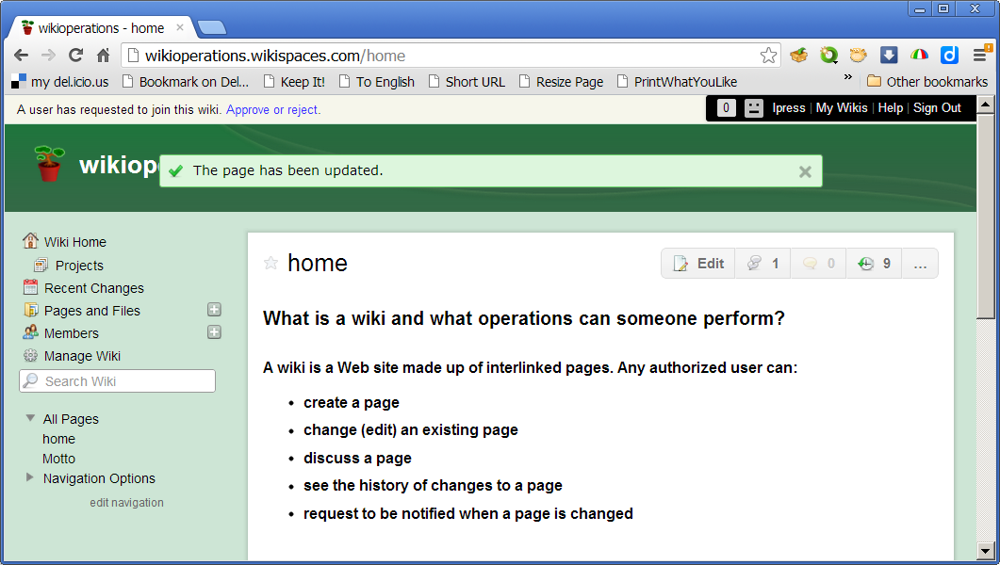 wikioperations - home
wikioperations.wikispaces.com/home
my del.icio.us Bookmark on Del... Keep It! To English Short URL Resize Page PrintWhatYouLike » Other bookmarks
A user has requested to join this wiki. Approve or reject. 0 Ipress | My Wikis | Help | Sign Out
wikiop
The page has been updated.
Wiki Home
Projects
Recent Changes
Pages and Files
Members
Manage Wiki
Search Wiki
All Pages
home
Motto
Navigation Options
edit navigation
home Edit 1 0 9 ...
What is a wiki and what operations can someone perform?
A wiki is a Web site made up of interlinked pages. Any authorized user can:
• create a page
• change (edit) an existing page
• discuss a page
• see the history of changes to a page
• request to be notified when a page is changed